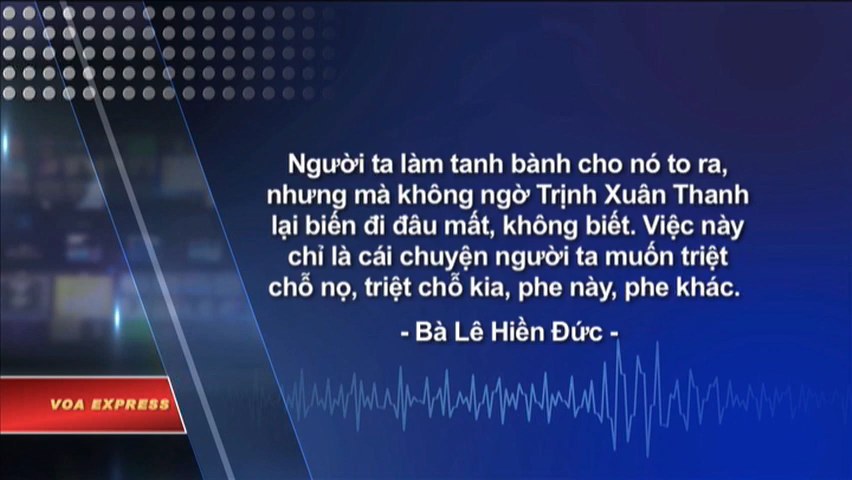 Người ta làm tanh bành cho nó to ra,
nhưng mà không ngờ Trịnh Xuân Thanh
lại biến đi đâu mất, không biết. Việc này
chỉ là cái chuyện người ta muốn triệt
chỗ nọ, triệt chỗ kia, phe này, phe khác.
- Bà Lê Hiền Đức -
VOA EXPRESS